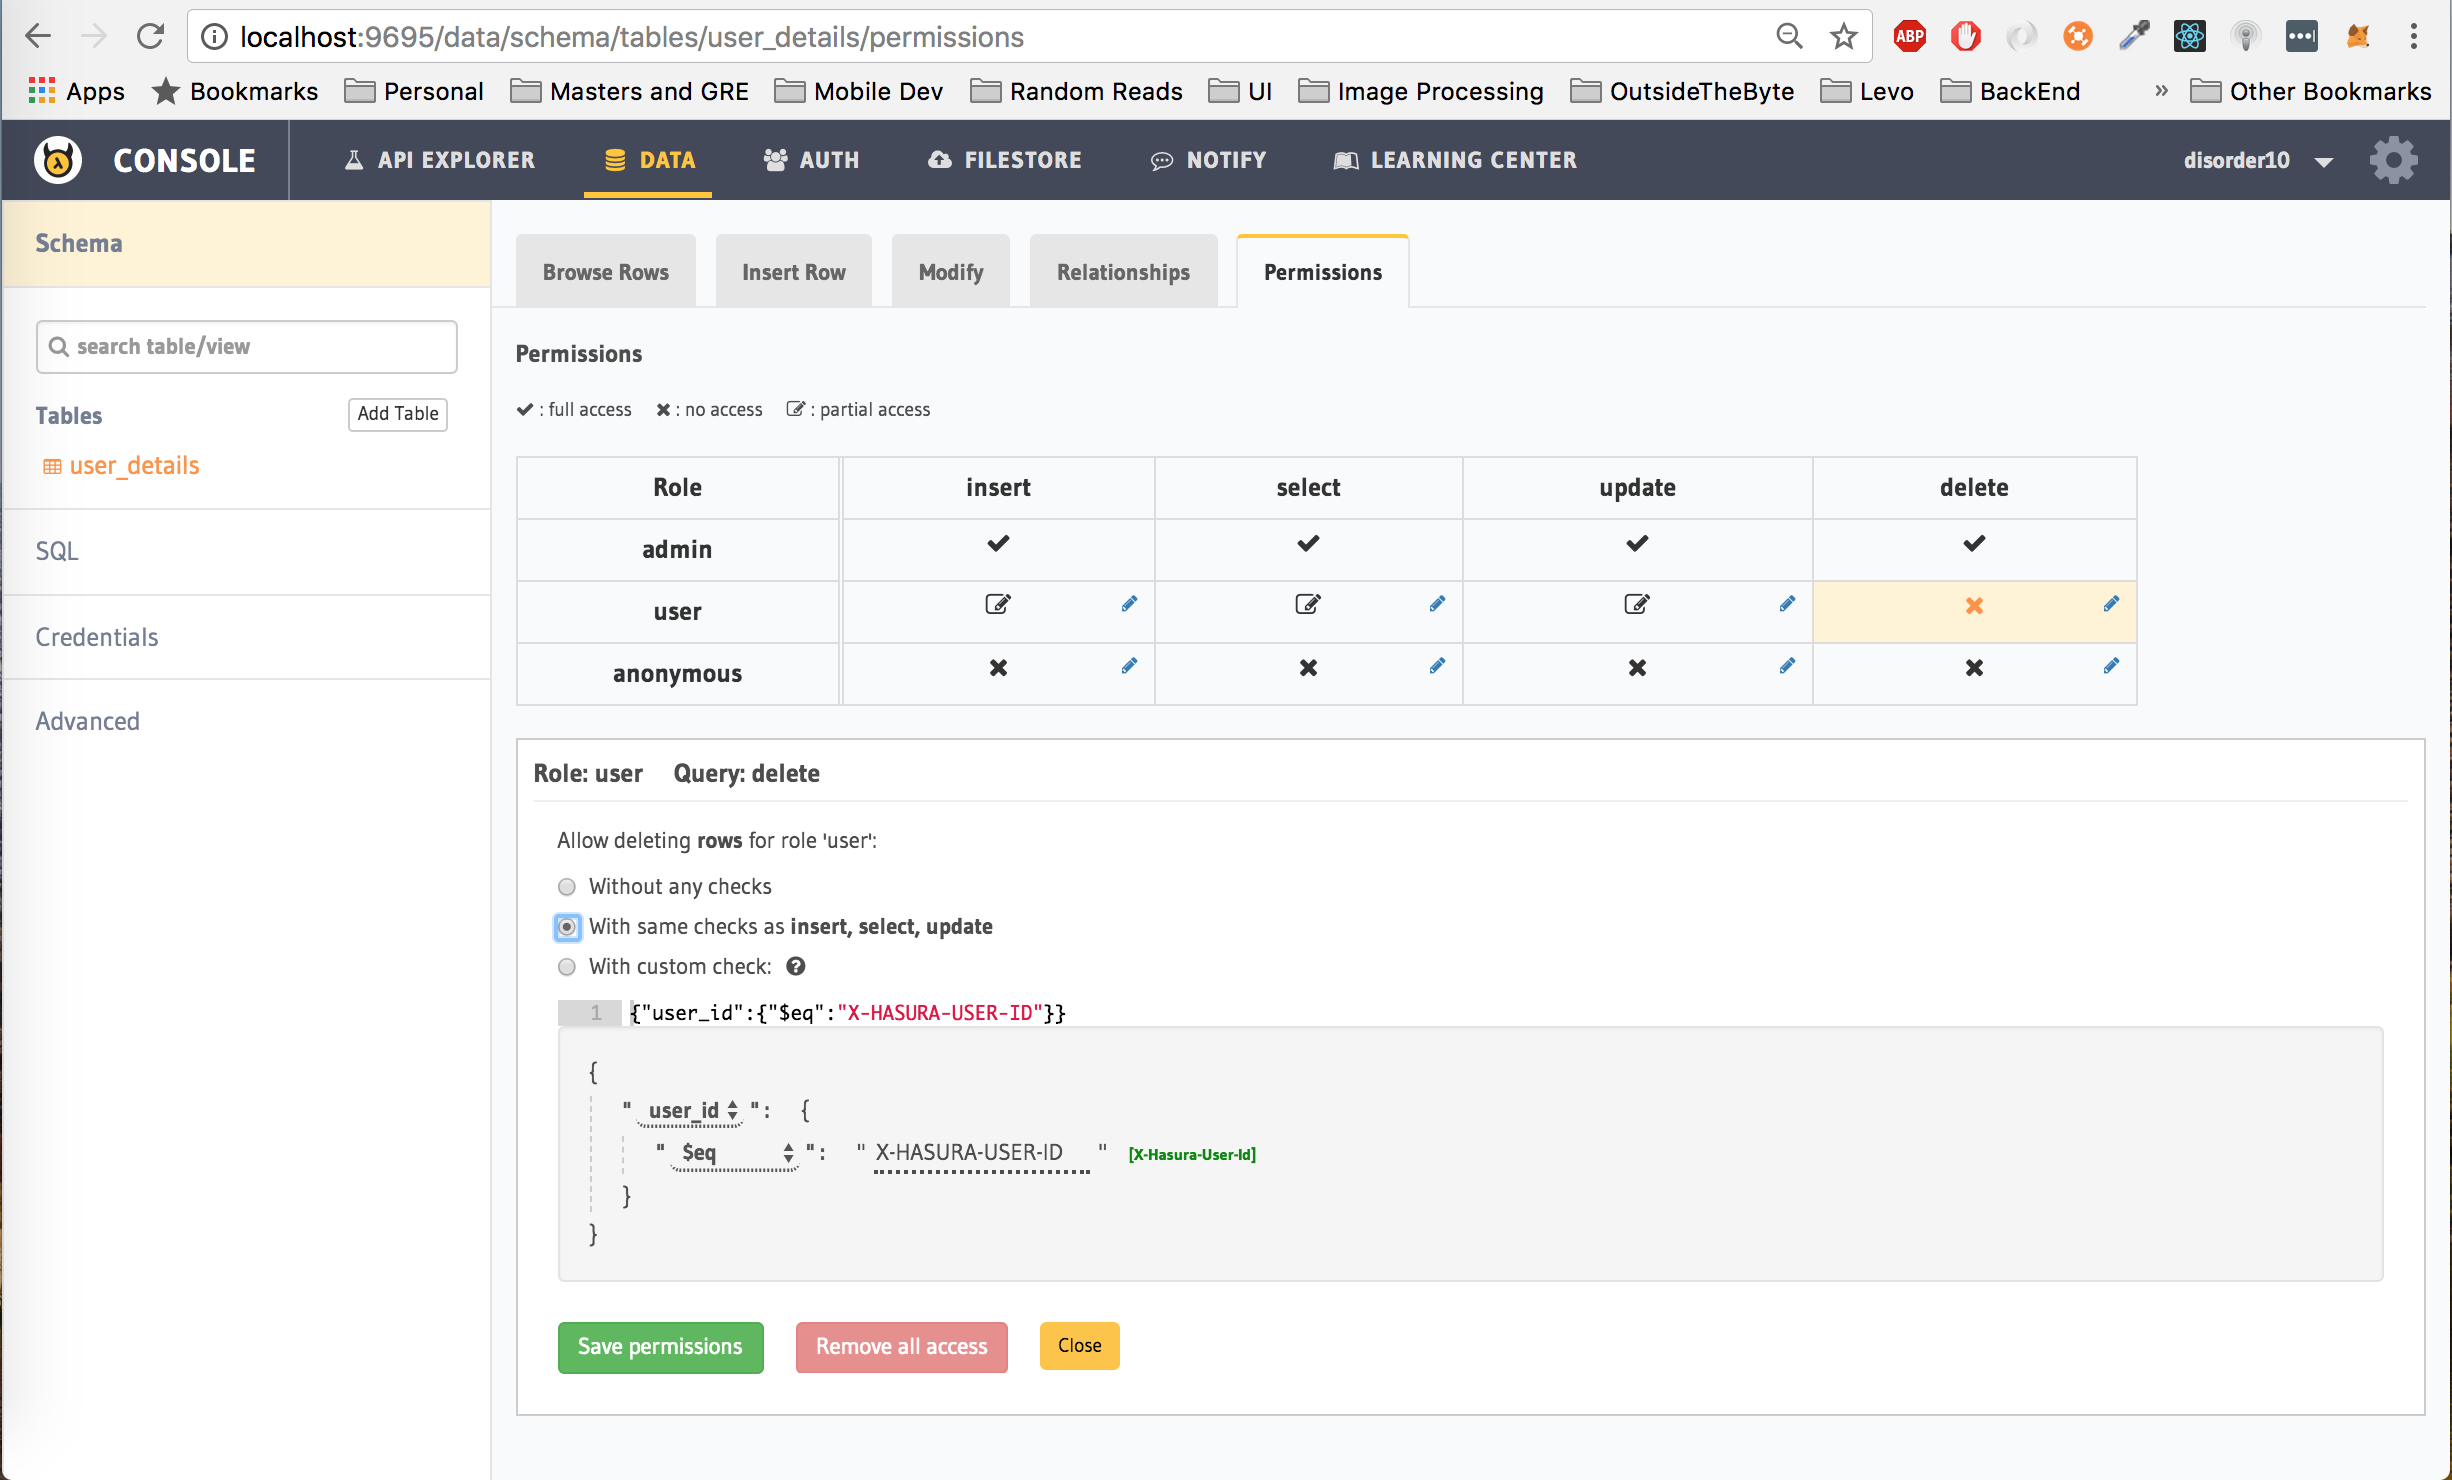 localhost:9695/data/schema/tables/user_details/permissions
ABP
Apps Bookmarks Personal Masters and GRE Mobile Dev Random Reads UI Image Processing OutsideTheByte Levo BackEnd » Other Bookmarks
CONSOLE API EXPLORER DATA AUTH FILESTORE NOTIFY LEARNING CENTER disorder10
Schema
search table/view
Tables Add Table
user_details
SQL
Credentials
Advanced
Browse Rows Insert Row Modify Relationships Permissions
Permissions
: full access : no access : partial access
Role insert select update delete
admin
user
anonymous
Role: user Query: delete
Allow deleting rows for role 'user':
Without any checks
With same checks as insert, select, update
With custom check: ?
1 {"user_id":{"$eq":"X-HASURA-USER-ID"}}
{
" user_id ": {
" $eq ": " X-HASURA-USER-ID " [X-Hasura-User-Id]
}
}
Save permissions Remove all access Close